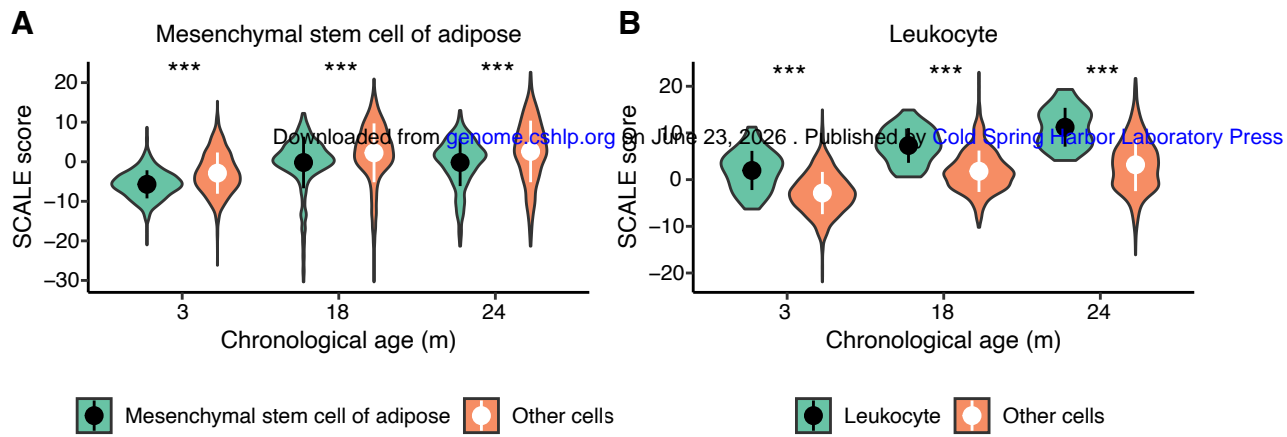 A
Mesenchymal stem cell of adipose
SCALE score
20
10
0
−10
−20
−30
*** *** ***
3 18 24
Chronological age (m)
Mesenchymal stem cell of adipose Other cells
B
Leukocyte
SCALE score
20
10
0
−10
−20
*** *** ***
3 18 24
Chronological age (m)
Leukocyte Other cells
Downloaded from genome.cshlp.org on June 23, 2026 . Published by Cold Spring Harbor Laboratory Press